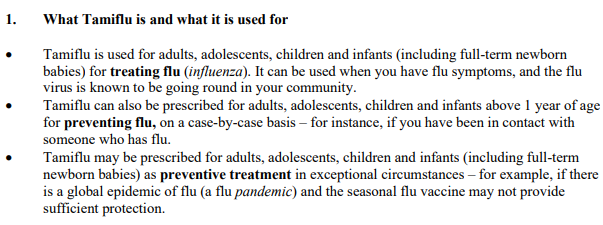 1. What Tamiflu is and what it is used for
• Tamiflu is used for adults, adolescents, children and infants (including full-term newborn
babies) for treating flu (influenza). It can be used when you have flu symptoms, and the flu
virus is known to be going round in your community.
• Tamiflu can also be prescribed for adults, adolescents, children and infants above 1 year of age
for preventing flu, on a case-by-case basis – for instance, if you have been in contact with
someone who has flu.
• Tamiflu may be prescribed for adults, adolescents, children and infants (including full-term
newborn babies) as preventive treatment in exceptional circumstances – for example, if there
is a global epidemic of flu (a flu pandemic) and the seasonal flu vaccine may not provide
sufficient protection.